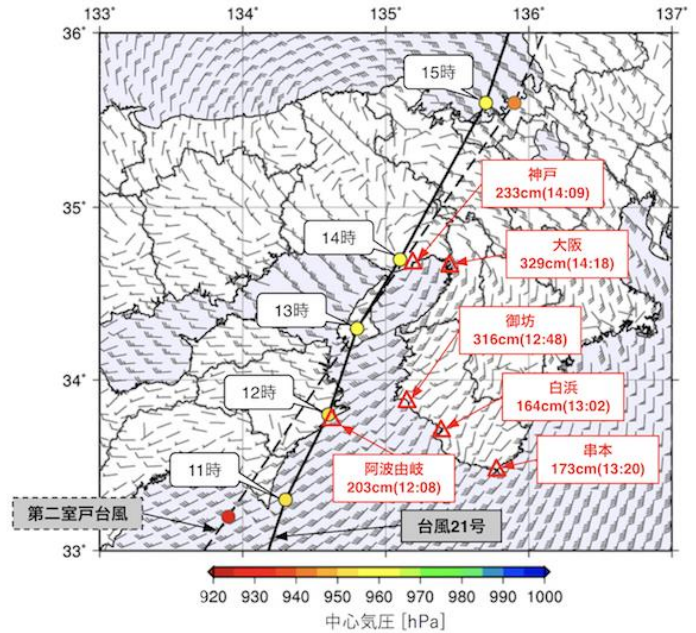 133° 134° 135° 136° 137°
36°
15時
神戸
233cm(14:09)
35°
14時
大阪
329cm(14:18)
13時
御坊
316cm(12:48)
34°
12時
白浜
164cm(13:02)
11時
阿波由岐
203cm(12:08)
串本
173cm(13:20)
第二室戸台風
台風21号
33°
920 930 940 950 960 970 980 990 1000
中心気圧 [hPa]